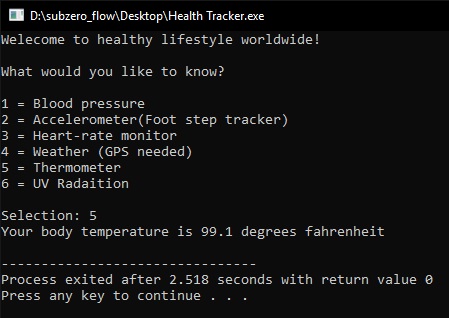 D:\subzero_flow\Desktop\Health Tracker.exe
Welecome to healthy lifestyle worldwide!
What would you like to know?
1 = Blood pressure
2 = Accelerometer(Foot step tracker)
3 = Heart-rate monitor
4 = Weather (GPS needed)
5 = Thermometer
6 = UV Radaition
Selection: 5
Your body temperature is 99.1 degrees fahrenheit
--------------------------------
Process exited after 2.518 seconds with return value 0
Press any key to continue . . .